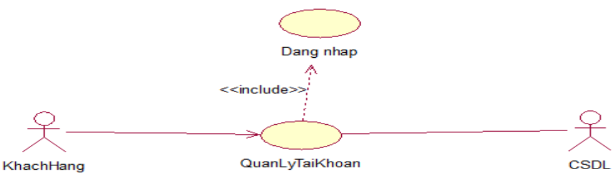 Dang nhap
<<include>>
KhachHang
QuanLyTaiKhoan
CSDL